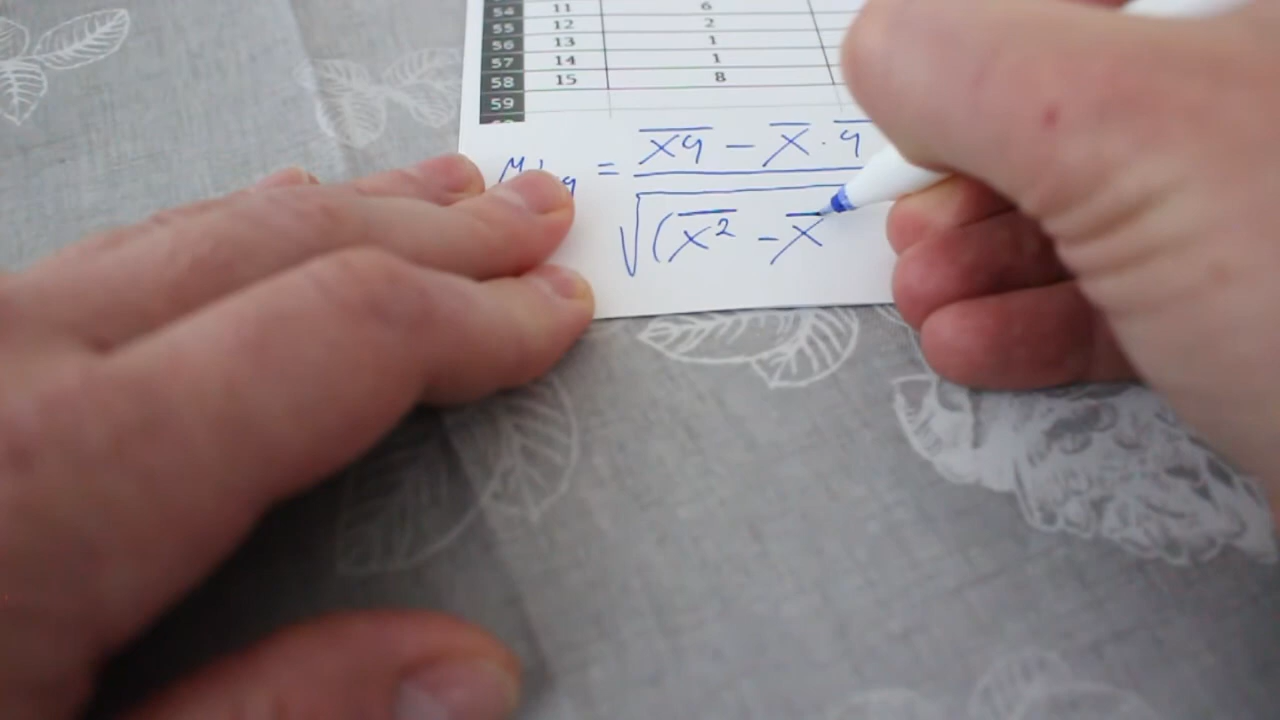 54 11 6
55 12 2
56 13 1
57 14 1
58 15 8
59
= x̅y̅ − x̅ · y̅
√(x̅² − x̅